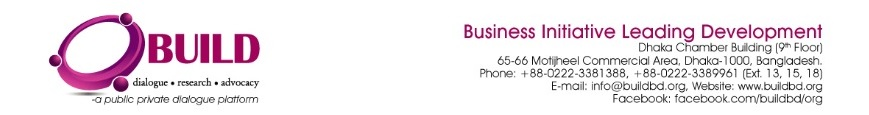 BUILD
dialogue • research • advocacy
-a public private dialogue platform
Business Initiative Leading Development
Dhaka Chamber Building (9th Floor)
65-66 Motijheel Commercial Area, Dhaka-1000, Bangladesh.
Phone: +88-0222-3381388, +88-0222-3389961 (Ext. 13, 15, 18)
E-mail: info@buildbd.org, Website: www.buildbd.org
Facebook: facebook.com/buildbd/org